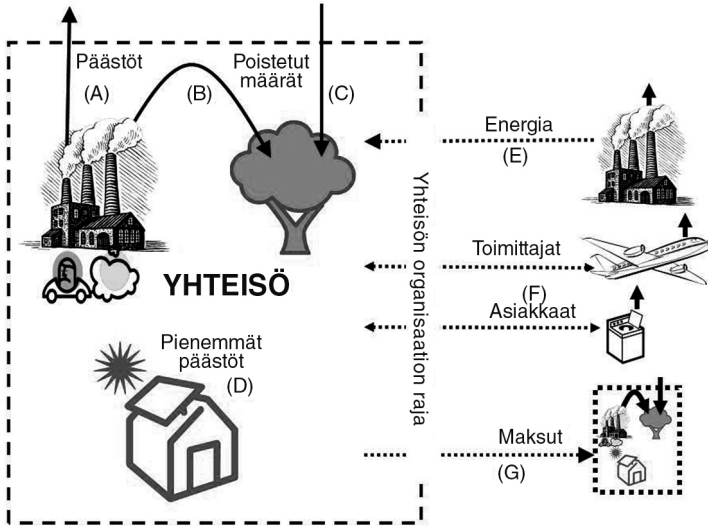 Päästöt
(A)
(B)
Poistetut
määrät
(C)
Energia
(E)
Toimittajat
(F)
Asiakkaat
YHTEISÖ
Yhteisön organisaation raja
Pienemmät
päästöt
(D)
Maksut
(G)